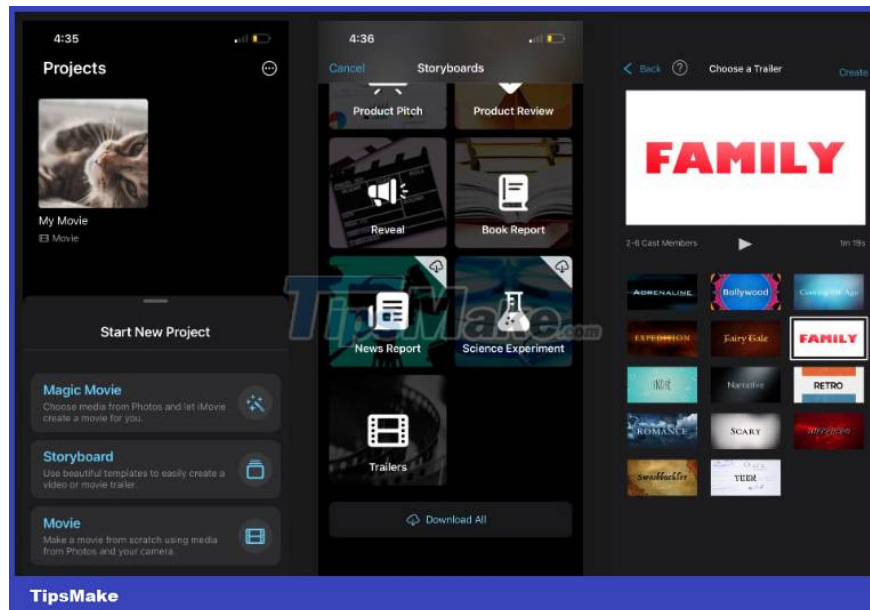 4:35
Projects
My Movie
Movie
Start New Project
Magic Movie
Choose media from Photos and let iMovie
create a movie for you.
Storyboard
Use beautiful templates to easily create a
video or movie trailer.
Movie
Make a movie from scratch using media
from Photos and your camera.
4:36
Cancel
Storyboards
Product Pitch
Product Review
Reveal
Book Report
News Report
Science Experiment
Trailers
Download All
Back
?
Choose a Trailer
Create
FAMILY
2-6 Cast Members
1m 19s
ADRENALINE
Bollywood
Coming Of Age
EXPEDITION
Fairy Tale
FAMILY
INDIE
Narrative
RETRO
ROMANCE
SCARY
Superhero
Swashbuckler
TEEN
TipsMake.com
TipsMake